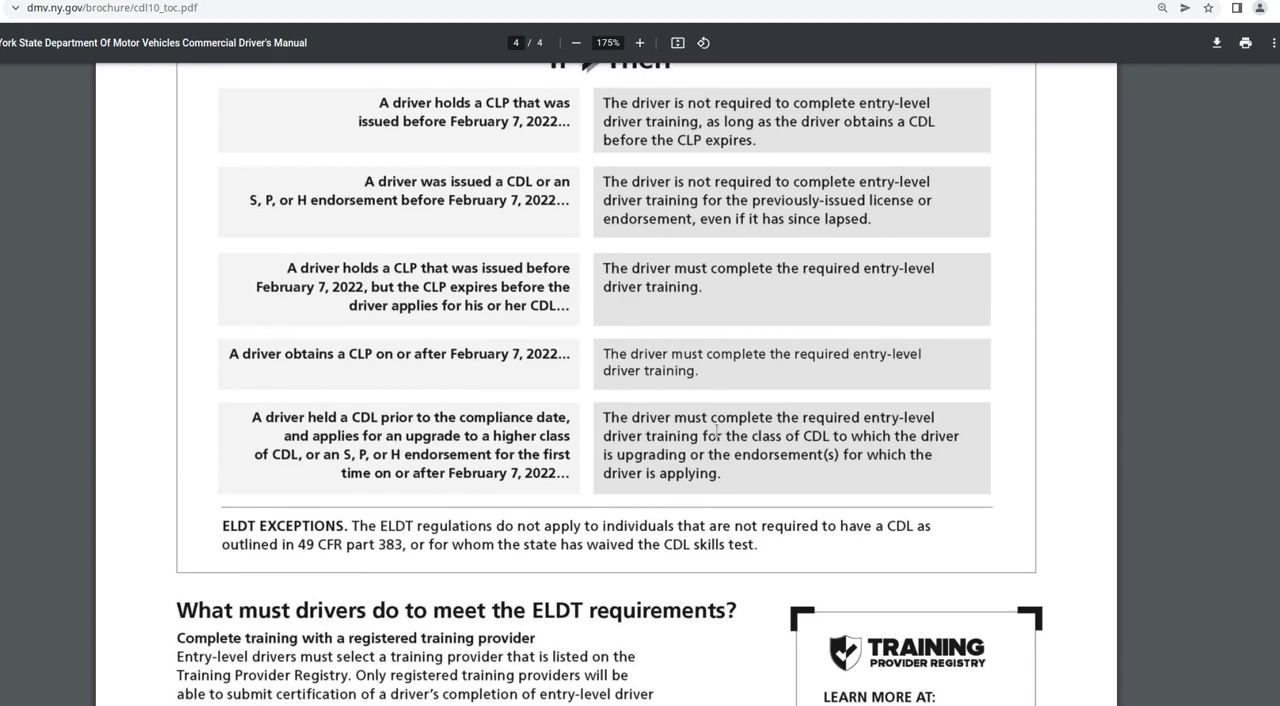 dmv.ny.gov/brochure/cdl10_toc.pdf
York State Department Of Motor Vehicles Commercial Driver's Manual
4 / 4
175%
A driver holds a CLP that was
issued before February 7, 2022...
The driver is not required to complete entry-level
driver training, as long as the driver obtains a CDL
before the CLP expires.
A driver was issued a CDL or an
S, P, or H endorsement before February 7, 2022...
The driver is not required to complete entry-level
driver training for the previously-issued license or
endorsement, even if it has since lapsed.
A driver holds a CLP that was issued before
February 7, 2022, but the CLP expires before the
driver applies for his or her CDL...
The driver must complete the required entry-level
driver training.
A driver obtains a CLP on or after February 7, 2022...
The driver must complete the required entry-level
driver training.
A driver held a CDL prior to the compliance date,
and applies for an upgrade to a higher class
of CDL, or an S, P, or H endorsement for the first
time on or after February 7, 2022...
The driver must complete the required entry-level
driver training for the class of CDL to which the driver
is upgrading or the endorsement(s) for which the
driver is applying.
ELDT EXCEPTIONS. The ELDT regulations do not apply to individuals that are not required to have a CDL as
outlined in 49 CFR part 383, or for whom the state has waived the CDL skills test.
What must drivers do to meet the ELDT requirements?
Complete training with a registered training provider
Entry-level drivers must select a training provider that is listed on the
Training Provider Registry. Only registered training providers will be
able to submit certification of a driver's completion of entry-level driver
TRAINING
PROVIDER REGISTRY
LEARN MORE AT: